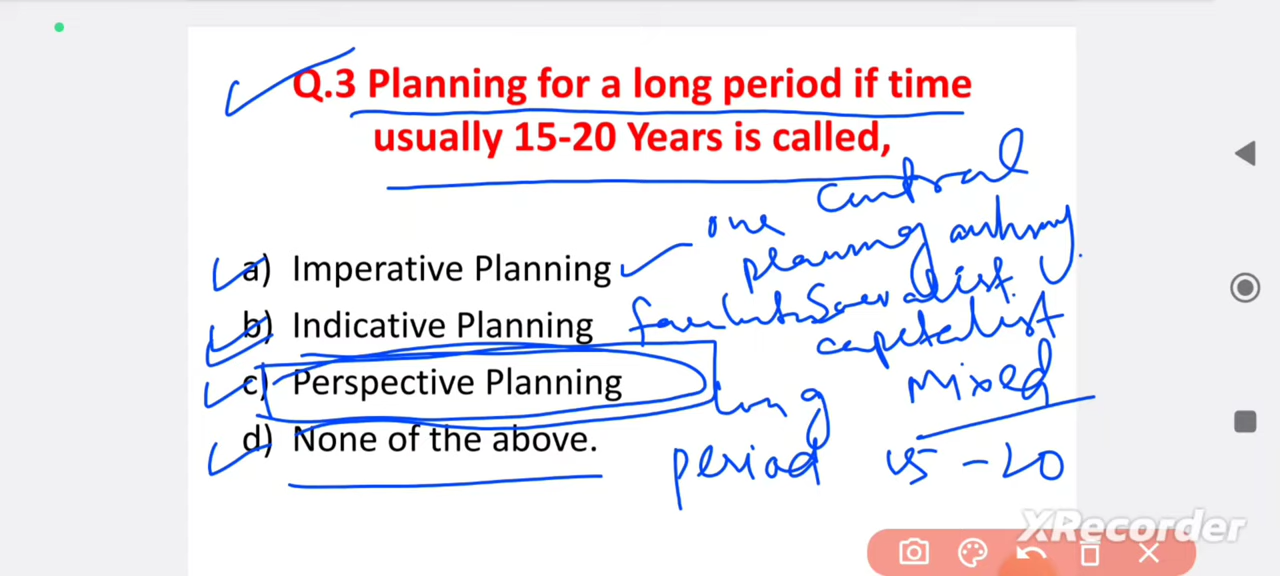 Q.3 Planning for a long period if time
usually 15-20 Years is called,
central
one planning
a) Imperative Planning
Socialist
b) Indicative Planning
capitalist
c) Perspective Planning
mixed
long
d) None of the above.
period 15-20
XRecorder